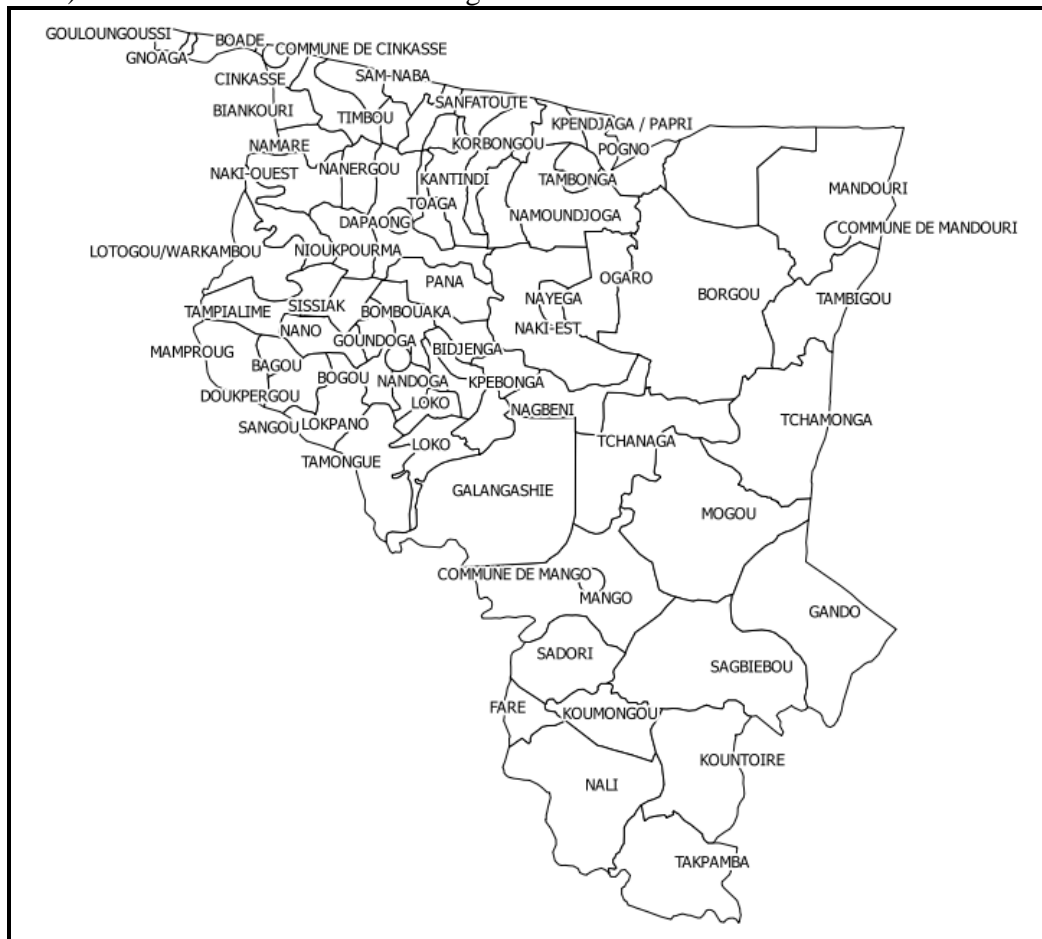 GOULOUNGOUSSI
BOADE
GNOAGA
COMMUNE DE CINKASSE
CINKASSE
SAM-NABA
BIANKOURI
TIMBOU
SANFATOUTE
KPENDJAGA / PAPRI
NAMARE
KORBONGOU
POGNO
NAKI-OUEST
NANERGOU
KANTINDI
TAMBONGA
MANDOURI
TOAGA
DAPAONG
NAMOUNDJOGA
COMMUNE DE MANDOURI
LOTOGOU/WARKAMBOU
NIOUKPOURMA
PANA
OGARO
BORGOU
TAMBIGOU
TAMPIALIME
SISSIAK
BOMBOUAKA
NAYEGA
NANO
GOUNDOGA
NAKI-EST
MAMPROUG
BAGOU
BIDJENGA
BOGOU
NANDOGA
KPEBONGA
DOUKPERGOU
LOKO
NAGBENI
SANGOU
LOKPANO
TCHAMONGA
LOKO
TCHANAGA
TAMONGUE
GALANGASHIE
MOGOU
COMMUNE DE MANGO
MANGO
GANDO
SADORI
SAGBIEBOU
FARE
KOUMONGOU
KOUNTOIRE
NALI
TAKPAMBA